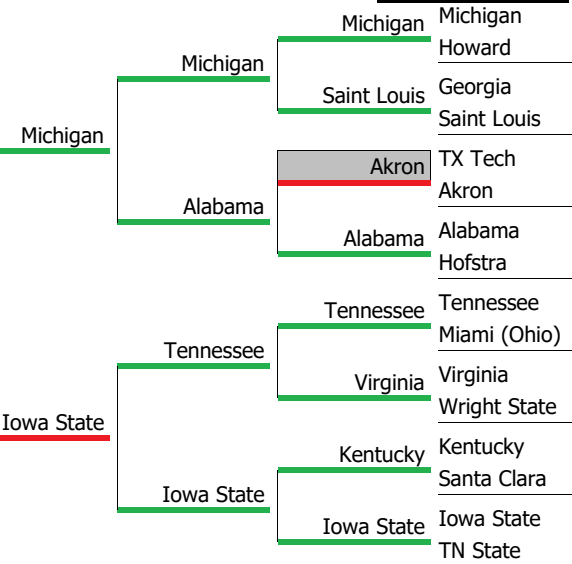 Michigan
Michigan
Michigan
Howard
Michigan
Saint Louis
Georgia
Saint Louis
Michigan
Akron
TX Tech
Akron
Alabama
Alabama
Alabama
Hofstra
Tennessee
Tennessee
Miami (Ohio)
Tennessee
Virginia
Virginia
Wright State
Iowa State
Kentucky
Kentucky
Santa Clara
Iowa State
Iowa State
Iowa State
TN State